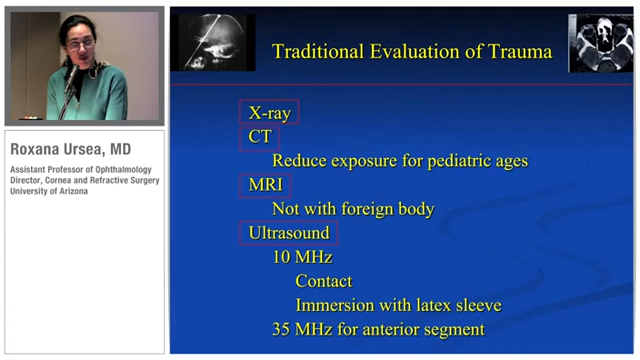 Traditional Evaluation of Trauma
X-ray
CT
Reduce exposure for pediatric ages
MRI
Not with foreign body
Ultrasound
10 MHz
Contact
Immersion with latex sleeve
35 MHz for anterior segment
Roxana Ursea, MD
Assistant Professor of Ophthalmology
Director, Cornea and Refractive Surgery
University of Arizona